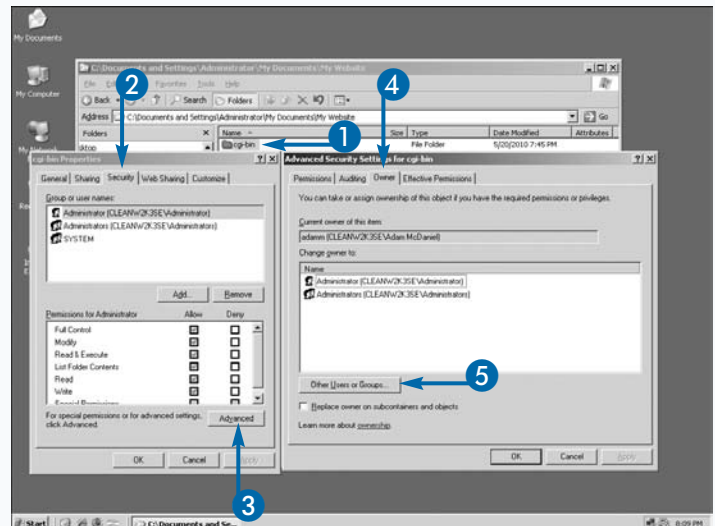 My Documents
C:\Documents and Settings\Administrator\My Documents\My Website
File Favorites Tools Help
Back Search Folders
My Computer
Address C:\Documents and Settings\Administrator\My Documents\My Website Go
Folders Name Size Type Date Modified Attributes
cgi-bin File Folder 5/20/2010 7:45 PM
1
2
4
cgi-bin Properties
General Sharing Security Web Sharing Customize
Group or user names:
Administrator (CLEANW2K3SE\Administrator)
Administrators (CLEANW2K3SE\Administrators)
SYSTEM
Add... Remove
Permissions for Administrator Allow Deny
Full Control
Modify
Read & Execute
List Folder Contents
Read
Write
Special Permissions
For special permissions or for advanced settings,
click Advanced.
Advanced
OK Cancel Apply
3
Advanced Security Settings for cgi-bin
Permissions Auditing Owner Effective Permissions
You can take or assign ownership of this object if you have the required permissions or privileges.
Current owner of this item:
adamm (CLEANW2K3SE\Adam McDaniel)
Change owner to:
Name
Administrator (CLEANW2K3SE\Administrator)
Administrators (CLEANW2K3SE\Administrators)
Other Users or Groups...
5
Replace owner on subcontainers and objects
Learn more about ownership.
OK Cancel Apply
Start C:\Documents and Se... 8:09 PM